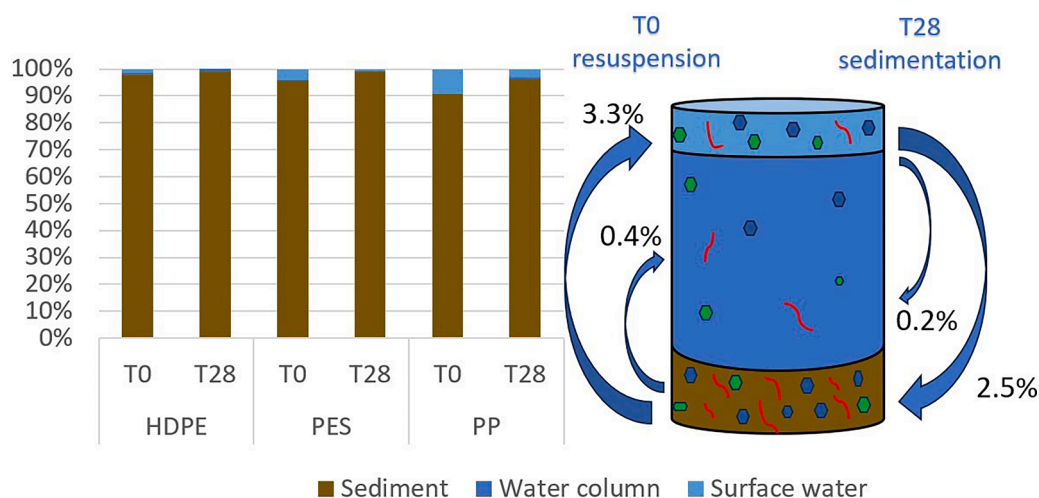 T0
resuspension
T28
sedimentation
100%
90%
80%
70%
60%
50%
40%
30%
20%
10%
0%
T0 T28 T0 T28 T0 T28
HDPE PES PP
3.3%
0.4%
0.2%
2.5%
Sediment Water column Surface water